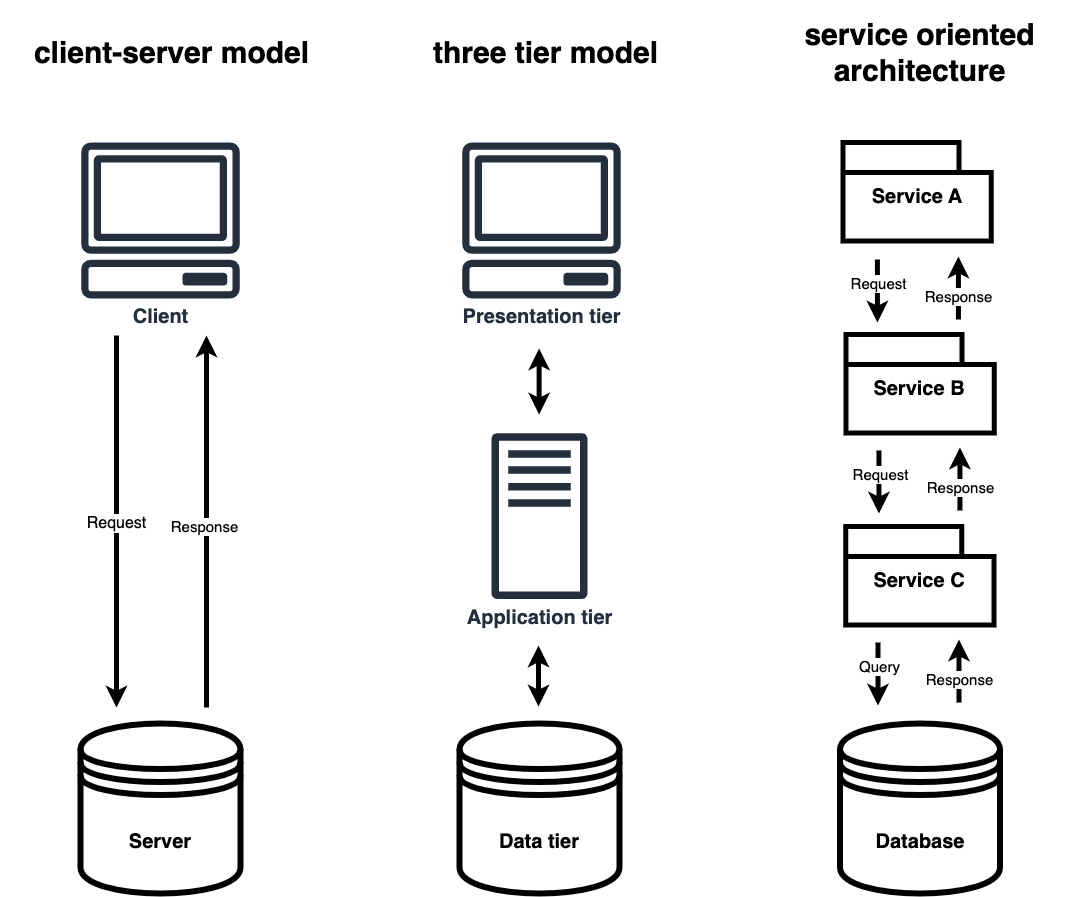 client-server model
Client
Request
Response
Server
three tier model
Presentation tier
Application tier
Data tier
service oriented
architecture
Service A
Request
Response
Service B
Request
Response
Service C
Query
Response
Database